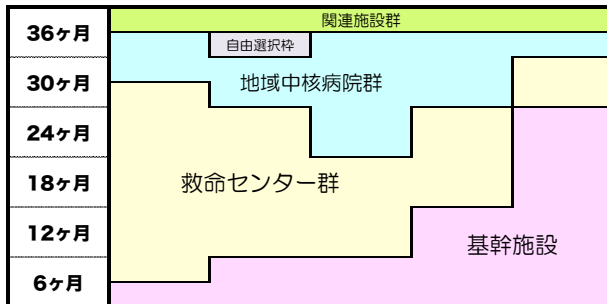 関連施設群
36ヶ月
自由選択枠
30ヶ月
地域中核病院群
24ヶ月
18ヶ月
救命センター群
12ヶ月
基幹施設
6ヶ月